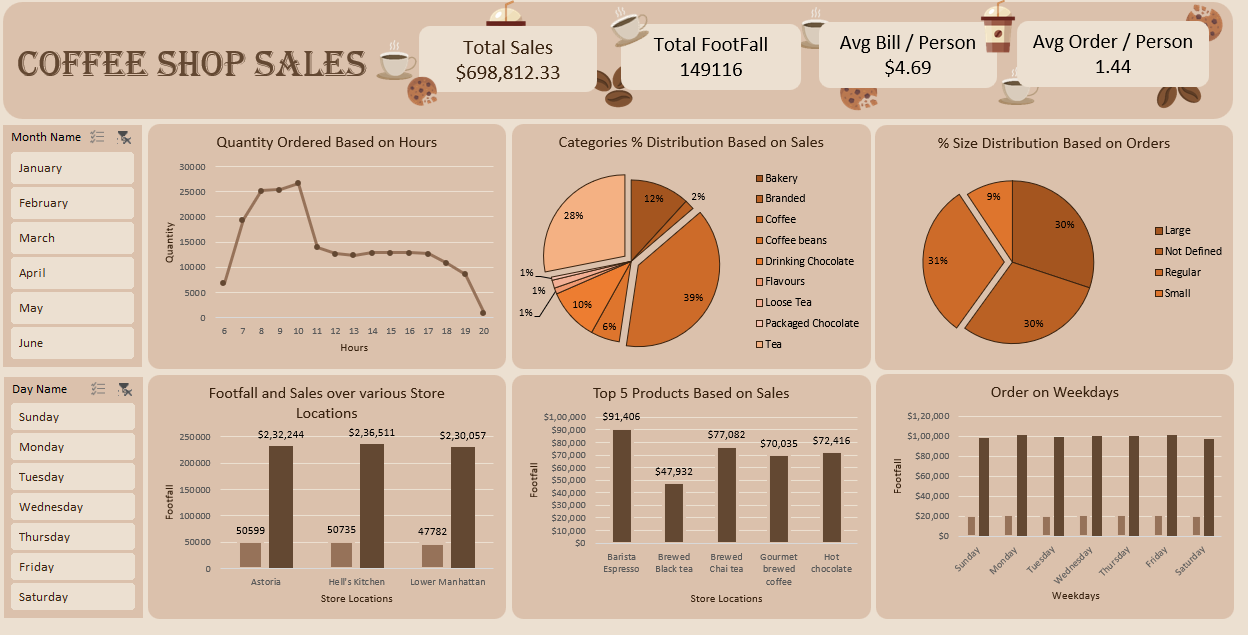 COFFEE SHOP SALES
Total Sales
$698,812.33
Total FootFall
149116
Avg Bill / Person
$4.69
Avg Order / Person
1.44
Month Name
January
February
March
April
May
June
Day Name
Sunday
Monday
Tuesday
Wednesday
Thursday
Friday
Saturday
Quantity Ordered Based on Hours
Quantity
30000
25000
20000
15000
10000
5000
0
6 7 8 9 10 11 12 13 14 15 16 17 18 19 20
Hours
Categories % Distribution Based on Sales
12%
2%
39%
6%
10%
1%
1%
1%
28%
Bakery
Branded
Coffee
Coffee beans
Drinking Chocolate
Flavours
Loose Tea
Packaged Chocolate
Tea
% Size Distribution Based on Orders
30%
30%
31%
9%
Large
Not Defined
Regular
Small
Footfall and Sales over various Store
Locations
Footfall
250000
200000
150000
100000
50000
0
50599
$2,32,244
50735
$2,36,511
47782
$2,30,057
Astoria
Hell's Kitchen
Lower Manhattan
Store Locations
Top 5 Products Based on Sales
Footfall
$1,00,000
$90,000
$80,000
$70,000
$60,000
$50,000
$40,000
$30,000
$20,000
$10,000
$0
$91,406
$47,932
$77,082
$70,035
$72,416
Barista
Espresso
Brewed
Black tea
Brewed
Chai tea
Gourmet
brewed
coffee
Hot
chocolate
Store Locations
Order on Weekdays
Footfall
$1,20,000
$1,00,000
$80,000
$60,000
$40,000
$20,000
$0
Sunday
Monday
Tuesday
Wednesday
Thursday
Friday
Saturday
Weekdays